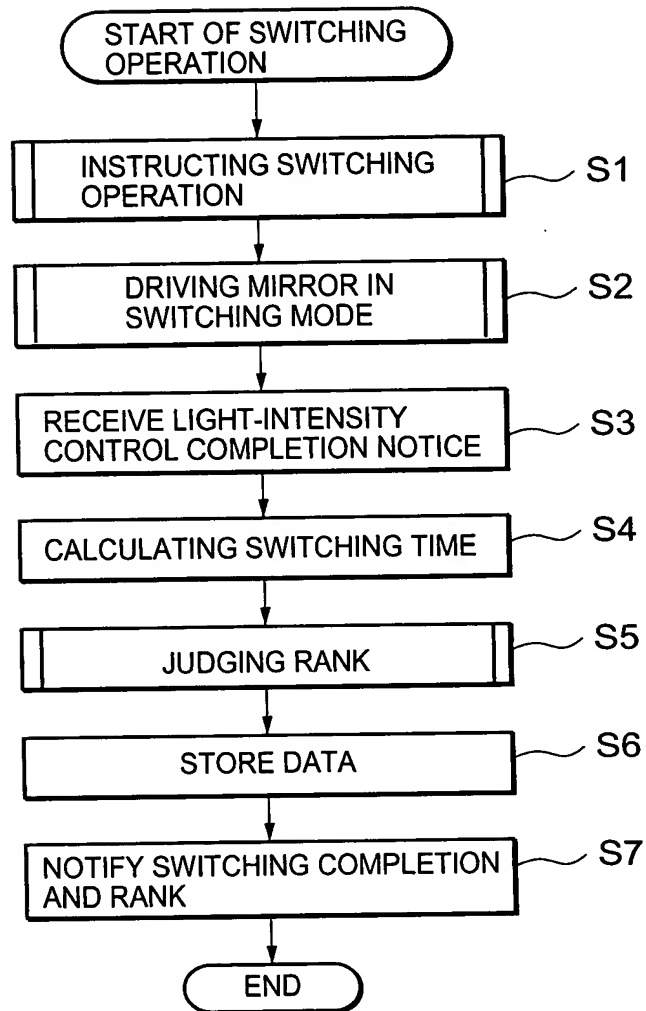 START OF SWITCHING
OPERATION
INSTRUCTING SWITCHING
OPERATION
S1
DRIVING MIRROR IN
SWITCHING MODE
S2
RECEIVE LIGHT-INTENSITY
CONTROL COMPLETION NOTICE
S3
CALCULATING SWITCHING TIME
S4
JUDGING RANK
S5
STORE DATA
S6
NOTIFY SWITCHING COMPLETION
AND RANK
S7
END